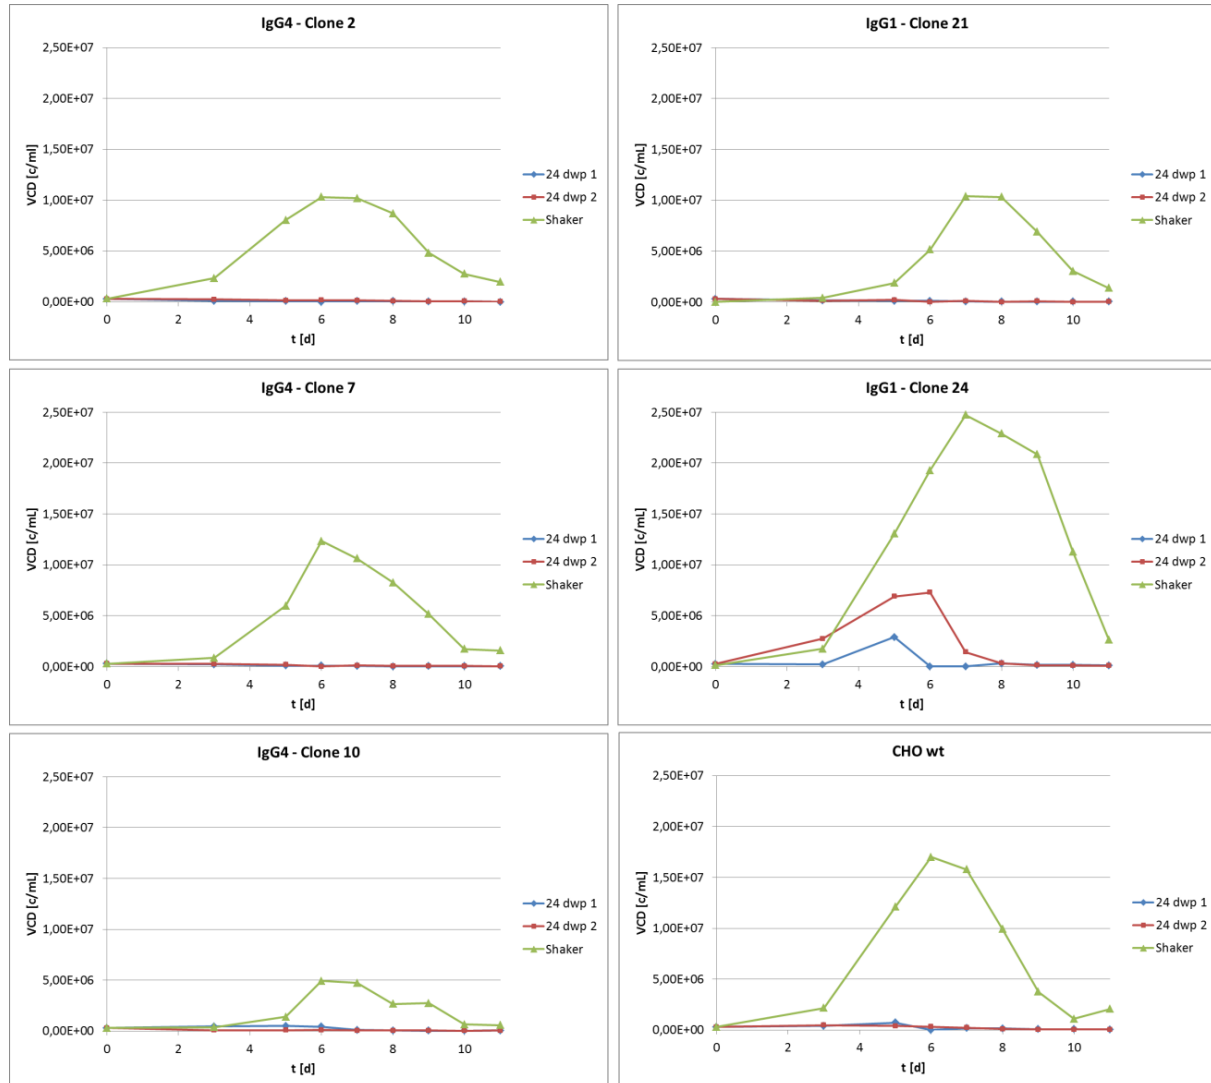 IgG4 - Clone 2
2,50E+07
2,00E+07
1,50E+07
1,00E+07
5,00E+06
0,00E+00
VCD [c/ml]
0 2 4 6 8 10
t [d]
24 dwp 1
24 dwp 2
Shaker
IgG1 - Clone 21
2,50E+07
2,00E+07
1,50E+07
1,00E+07
5,00E+06
0,00E+00
VCD [c/mL]
0 2 4 6 8 10
t [d]
24 dwp 1
24 dwp 2
Shaker
IgG4 - Clone 7
2,50E+07
2,00E+07
1,50E+07
1,00E+07
5,00E+06
0,00E+00
VCD [c/mL]
0 2 4 6 8 10
t [d]
24 dwp 1
24 dwp 2
Shaker
IgG1 - Clone 24
2,50E+07
2,00E+07
1,50E+07
1,00E+07
5,00E+06
0,00E+00
VCD [c/mL]
0 2 4 6 8 10
t [d]
24 dwp 1
24 dwp 2
Shaker
IgG4 - Clone 10
2,50E+07
2,00E+07
1,50E+07
1,00E+07
5,00E+06
0,00E+00
VCD [c/mL]
0 2 4 6 8 10
t [d]
24 dwp 1
24 dwp 2
Shaker
CHO wt
2,50E+07
2,00E+07
1,50E+07
1,00E+07
5,00E+06
0,00E+00
VCD [c/mL]
0 2 4 6 8 10
t [d]
24 dwp 1
24 dwp 2
Shaker